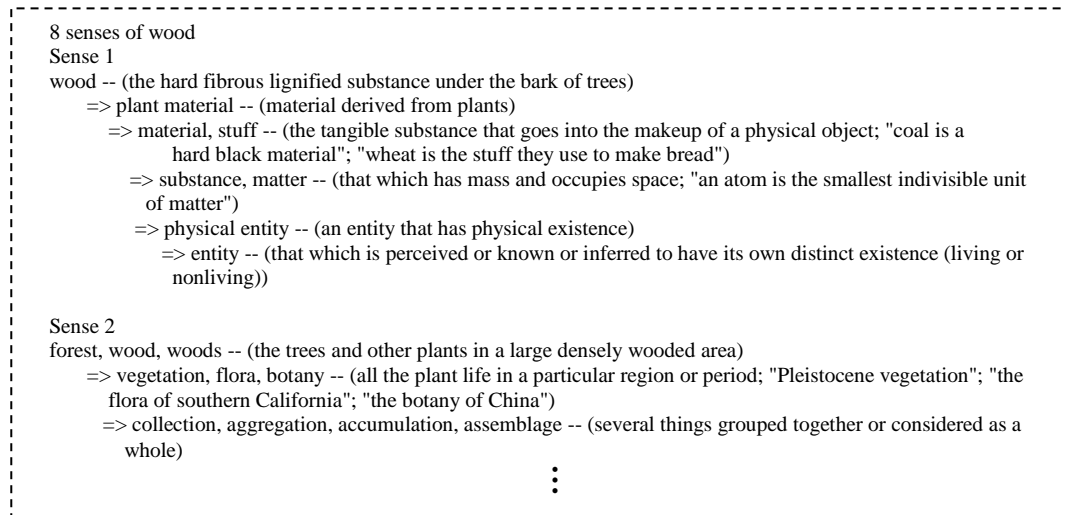 8 senses of wood
Sense 1
wood -- (the hard fibrous lignified substance under the bark of trees)
=> plant material -- (material derived from plants)
=> material, stuff -- (the tangible substance that goes into the makeup of a physical object; "coal is a
hard black material"; "wheat is the stuff they use to make bread")
=> substance, matter -- (that which has mass and occupies space; "an atom is the smallest indivisible unit
of matter")
=> physical entity -- (an entity that has physical existence)
=> entity -- (that which is perceived or known or inferred to have its own distinct existence (living or
nonliving))
Sense 2
forest, wood, woods -- (the trees and other plants in a large densely wooded area)
=> vegetation, flora, botany -- (all the plant life in a particular region or period; "Pleistocene vegetation"; "the
flora of southern California"; "the botany of China")
=> collection, aggregation, accumulation, assemblage -- (several things grouped together or considered as a
whole)